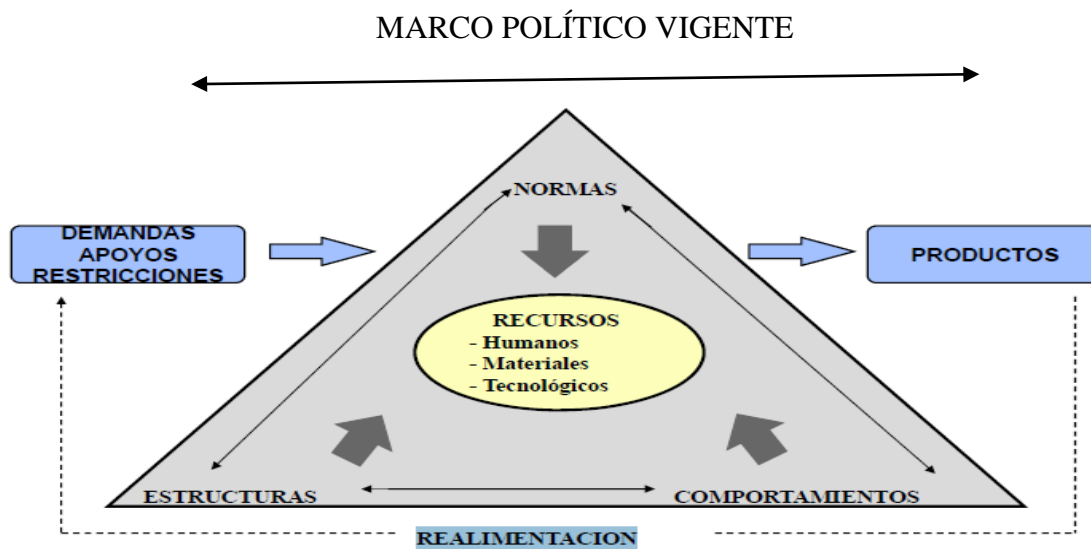 MARCO POLÍTICO VIGENTE
NORMAS
DEMANDAS
APOYOS
RESTRICCIONES
PRODUCTOS
RECURSOS
- Humanos
- Materiales
- Tecnológicos
ESTRUCTURAS
COMPORTAMIENTOS
REALIMENTACION